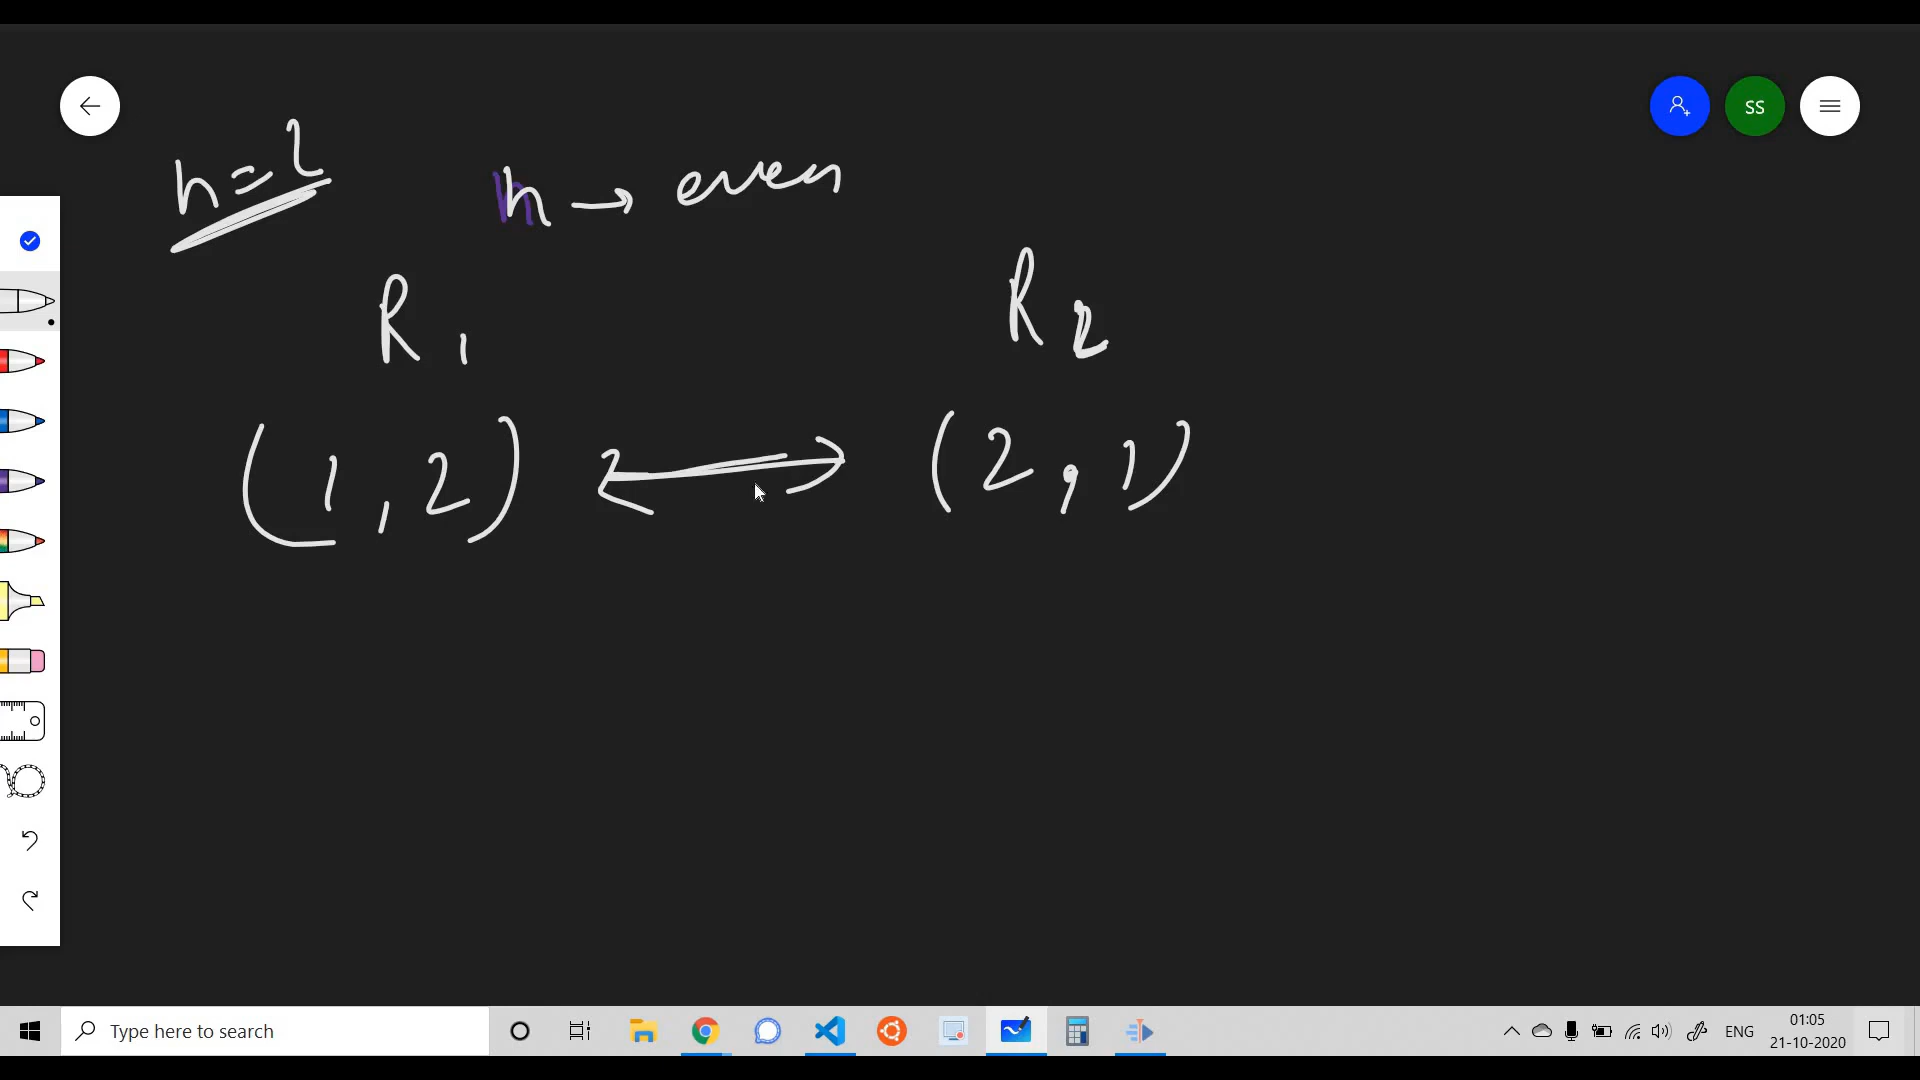 SS
n=2 n → even
R1 R2
(1, 2) ↔ (2, 1)
Type here to search
ENG
01:05
21-10-2020